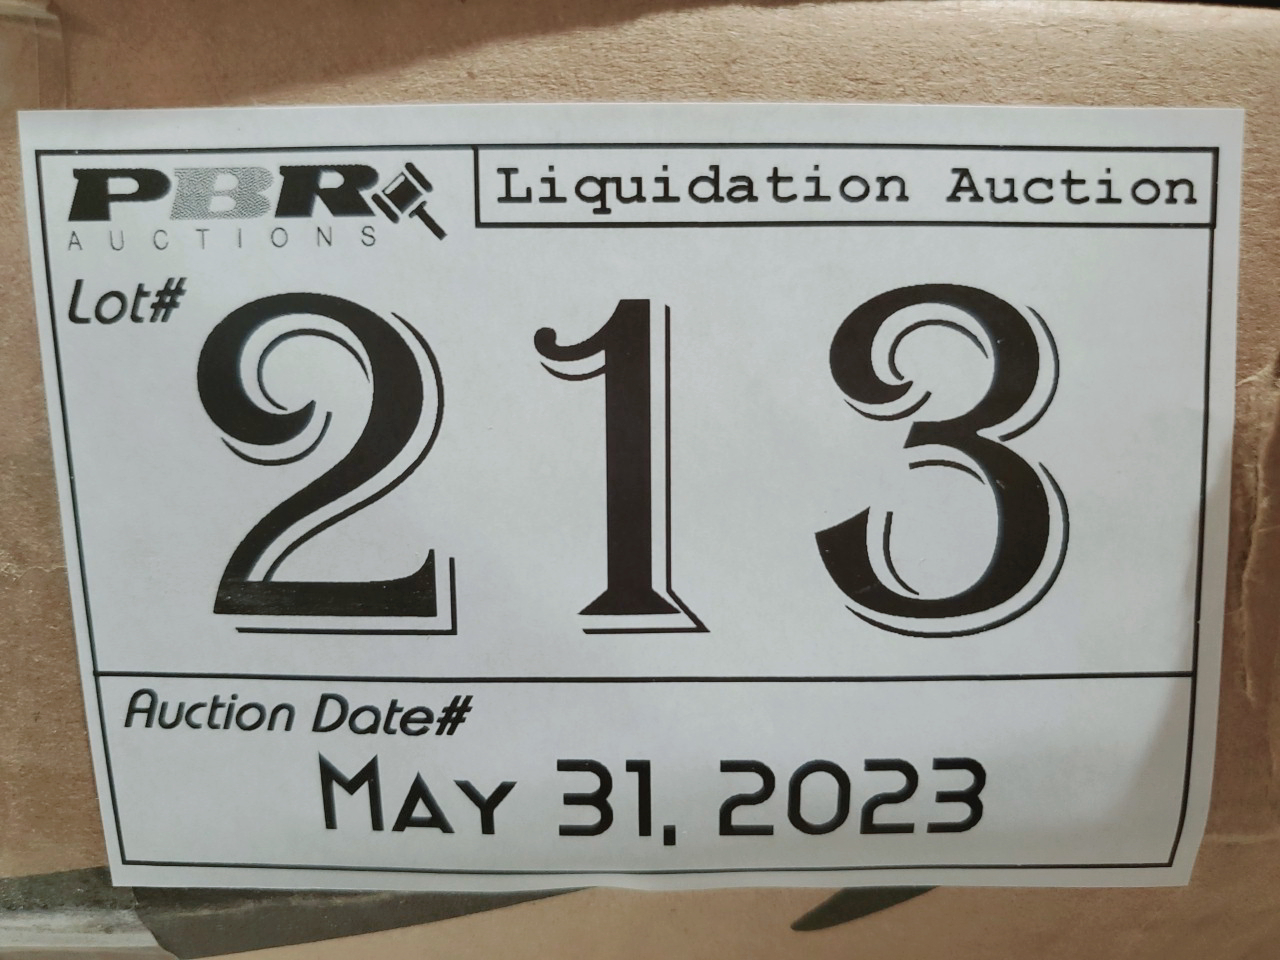 PBR
AUCTIONS
Liquidation Auction
Lot#
213
Auction Date#
May 31, 2023